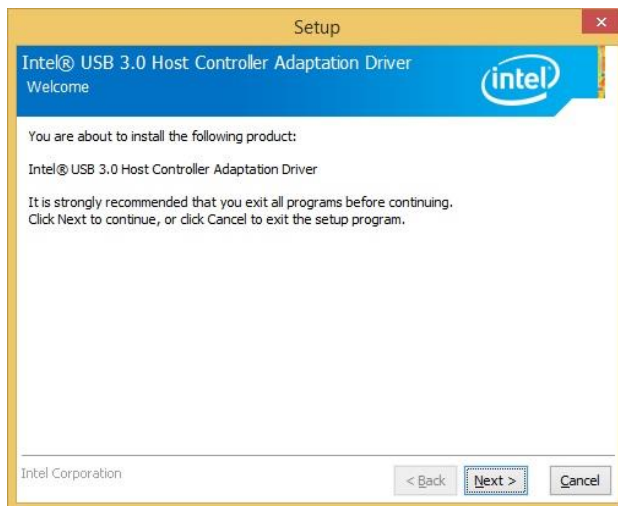 Setup
Intel® USB 3.0 Host Controller Adaptation Driver
Welcome
intel
You are about to install the following product:
Intel® USB 3.0 Host Controller Adaptation Driver
It is strongly recommended that you exit all programs before continuing.
Click Next to continue, or click Cancel to exit the setup program.
Intel Corporation
< Back Next > Cancel